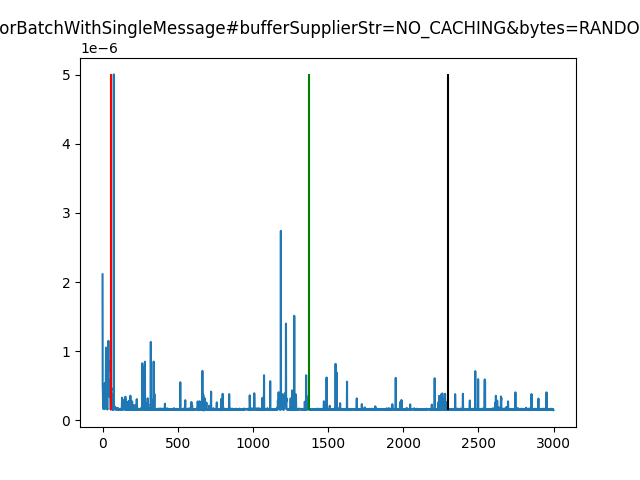 orBatchWithSingleMessage#bufferSupplierStr=NO_CACHING&bytes=RANDO
1e−6
5
4
3
2
1
0
0 500 1000 1500 2000 2500 3000